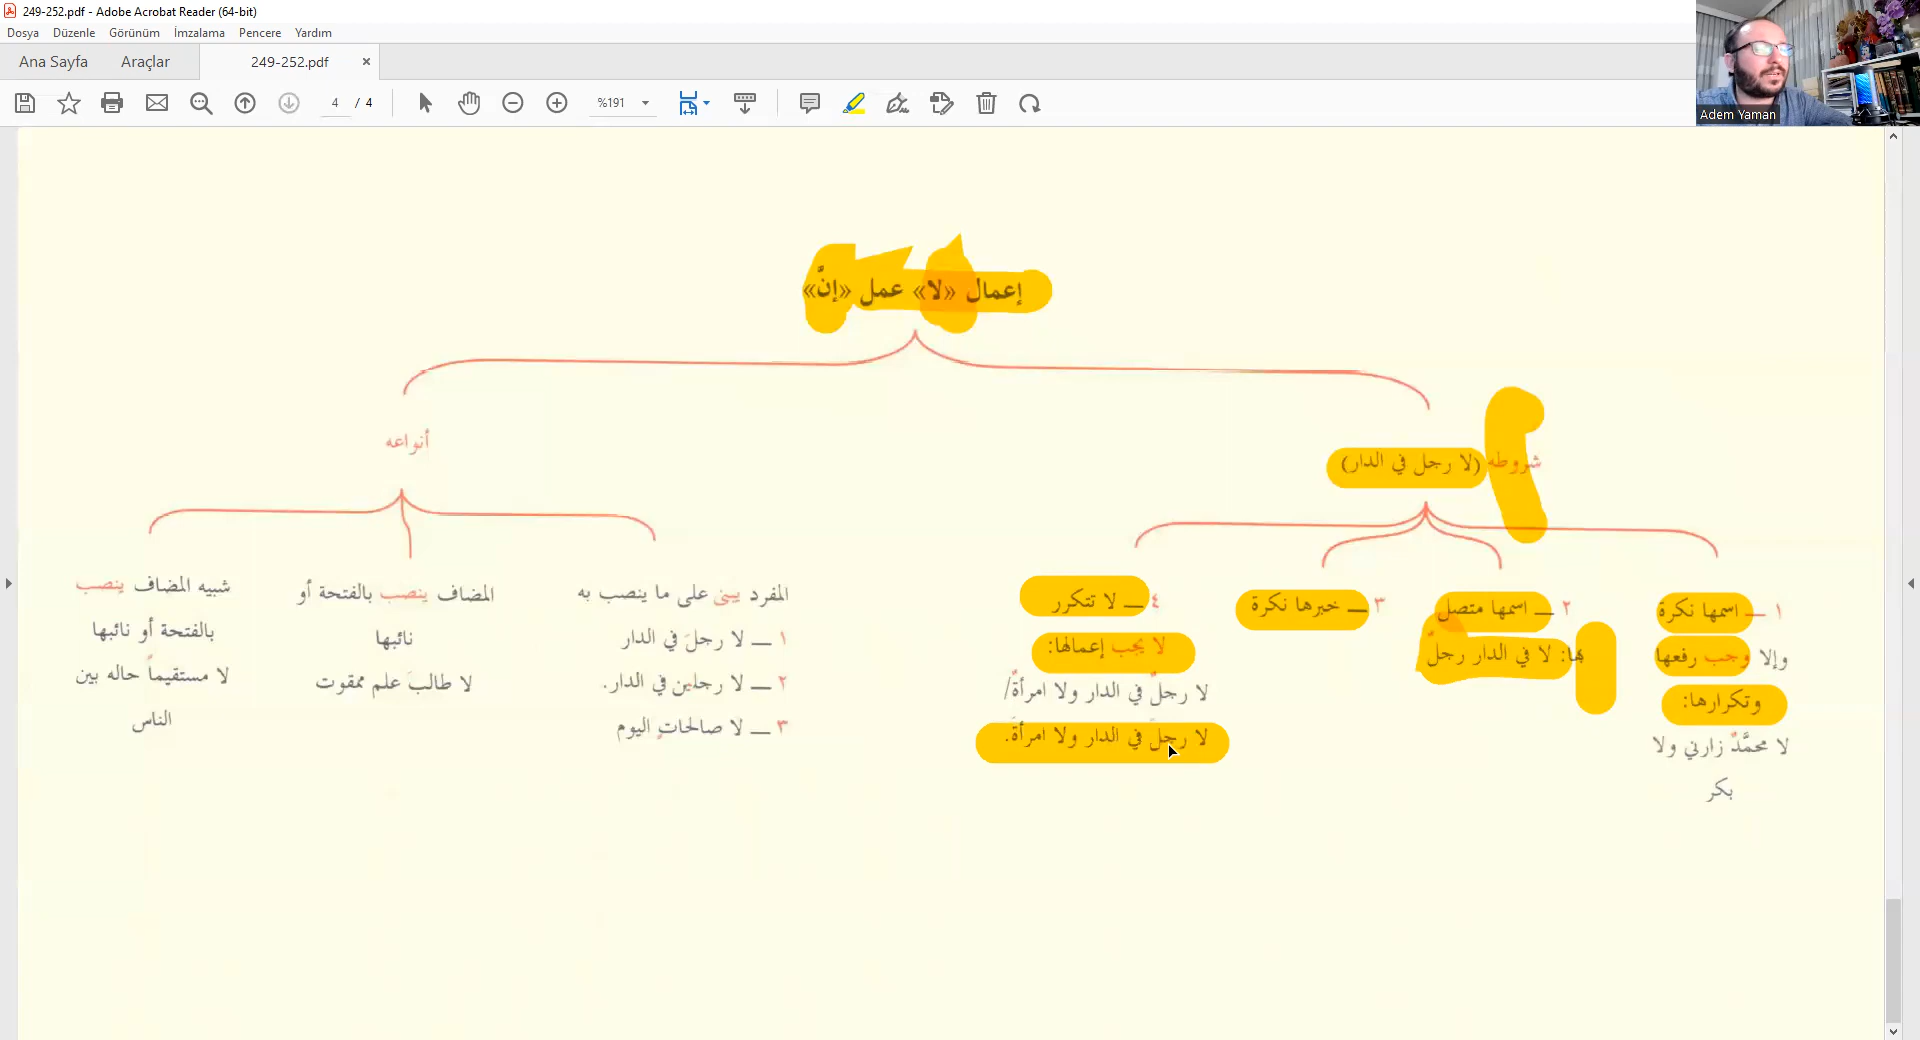 249-252.pdf - Adobe Acrobat Reader (64-bit)
Dosya Düzenle Görünüm İmzalama Pencere Yardım
Ana Sayfa Araçlar 249-252.pdf ×
4 / 4 %191
Adem Yaman
إعمال «لا» عمل «إنَّ»
شروطه (لا رجل في الدار)
١ ــ اسمها نكرة
وإلا وجب رفعها
وتكرارها:
لا محمَّدٌ زارني ولا
بكر
٢ ــ اسمها متصل
بها: لا في الدار رجلٌ
٣ ــ خبرها نكرة
٤ ــ لا تتكرر
لا يجب إعمالها:
لا رجلٌ في الدار ولا امرأةٌ/
لا رجلَ في الدار ولا امرأةَ.
أنواعه
المفرد يبنى على ما ينصب به
١ ــ لا رجلَ في الدار
٢ ــ لا رجلين في الدار.
٣ ــ لا صالحاتِ اليوم
المضاف ينصب بالفتحة أو
نائبها
لا طالبَ علم ممقوت
شبيه المضاف ينصب
بالفتحة أو نائبها
لا مستقيماً حاله بين
الناس